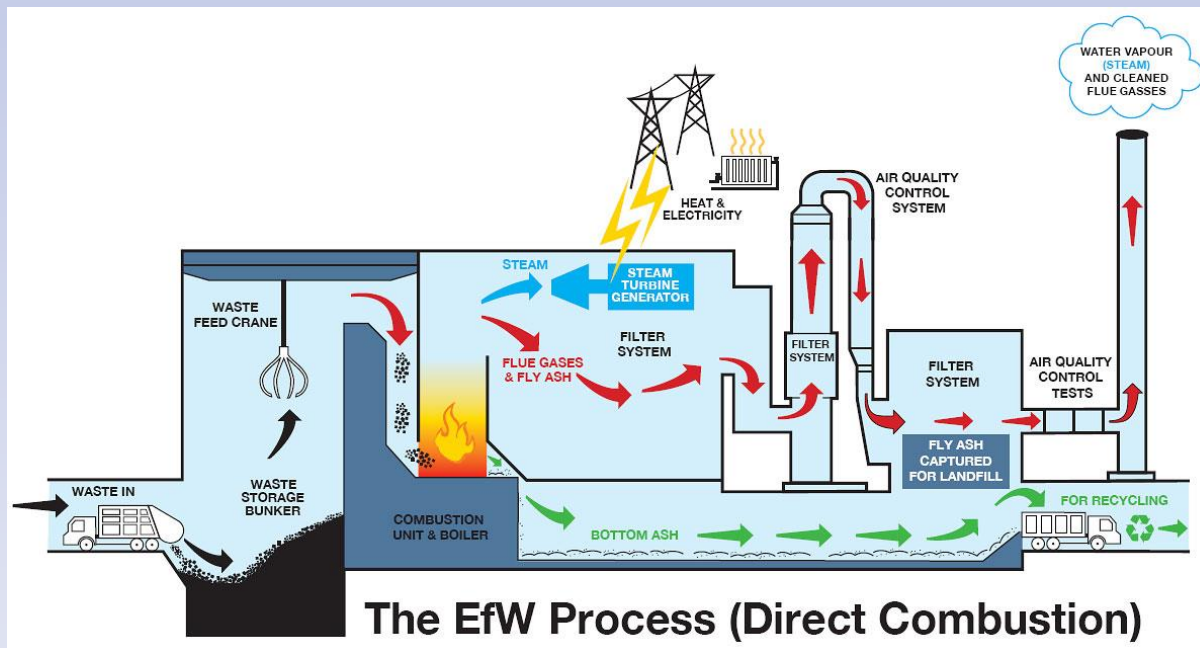 WATER VAPOUR
(STEAM)
AND CLEANED
FLUE GASSES
AIR QUALITY
CONTROL
SYSTEM
HEAT &
ELECTRICITY
STEAM
STEAM
TURBINE
GENERATOR
WASTE
FEED CRANE
FILTER
SYSTEM
FLUE GASES
& FLY ASH
FILTER
SYSTEM
FILTER
SYSTEM
AIR QUALITY
CONTROL
TESTS
FLY ASH
CAPTURED
FOR LANDFILL
WASTE IN
WASTE
STORAGE
BUNKER
COMBUSTION
UNIT & BOILER
BOTTOM ASH
FOR RECYCLING
The EfW Process (Direct Combustion)